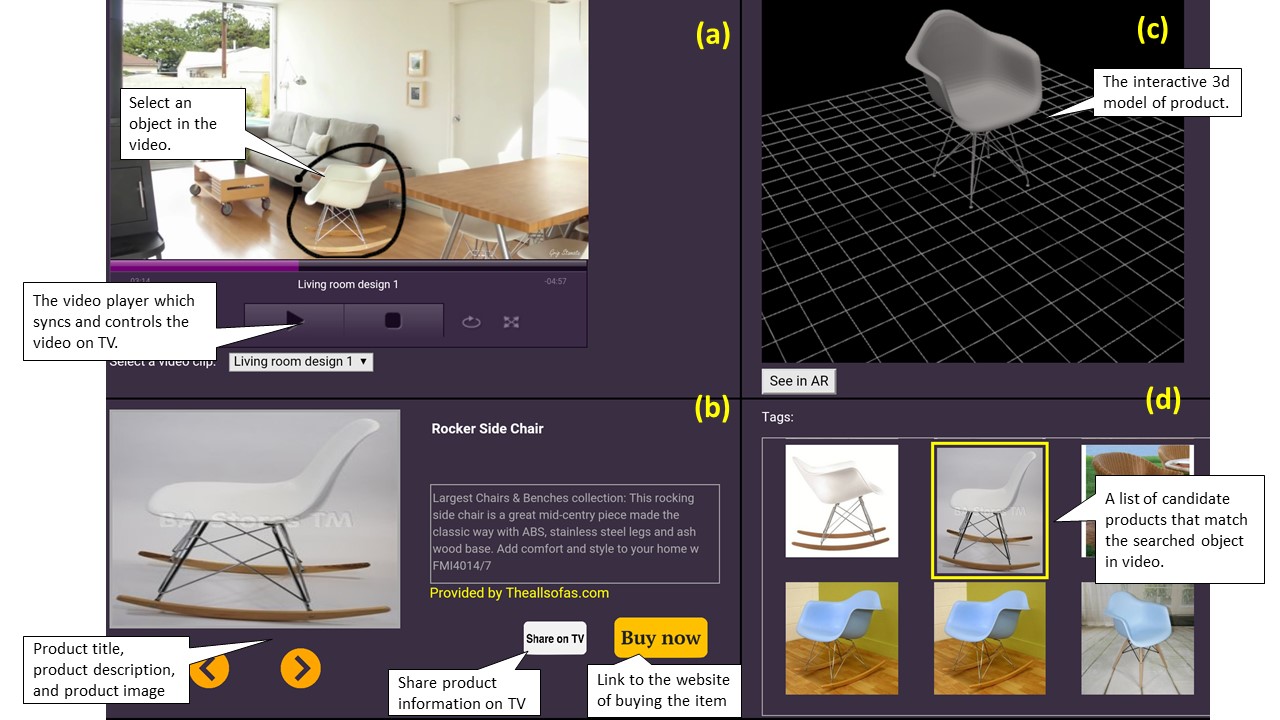 (a)
Select an
object in the
video.
03:14
Living room design 1
-04:57
The video player which
syncs and controls the
video on TV.
Select a video clip:
Living room design 1 ▼
(c)
The interactive 3d
model of product.
See in AR
(b)
Rocker Side Chair
BA Stores TM
Largest Chairs & Benches collection: This rocking
side chair is a great mid-centry piece made the
classic way with ABS, stainless steel legs and ash
wood base. Add comfort and style to your home w
FMI4014/7
Provided by Theallsofas.com
Share on TV
Buy now
Product title,
product description,
and product image
Share product
information on TV
Link to the website
of buying the item
(d)
Tags:
A list of candidate
products that match
the searched object
in video.